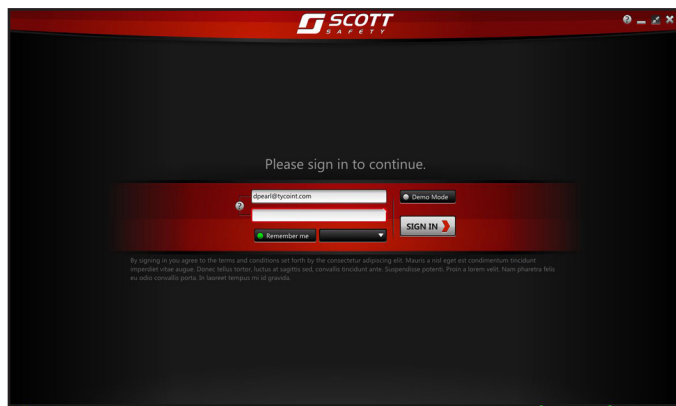 SCOTT
SAFETY
Please sign in to continue.
dpearl@tycoint.com
Demo Mode
SIGN IN
Remember me
By signing in you agree to the terms and conditions set forth by the consectetur adipiscing elit. Mauris a nisl eget est condimentum tincidunt
imperdiet vitae augue. Donec tellus tortor, luctus at sagittis sed, convallis tincidunt ante. Suspendisse potenti. Proin a lorem velit. Nam pharetra felis
eu odio convallis porta. In laoreet tempus mi id gravida.